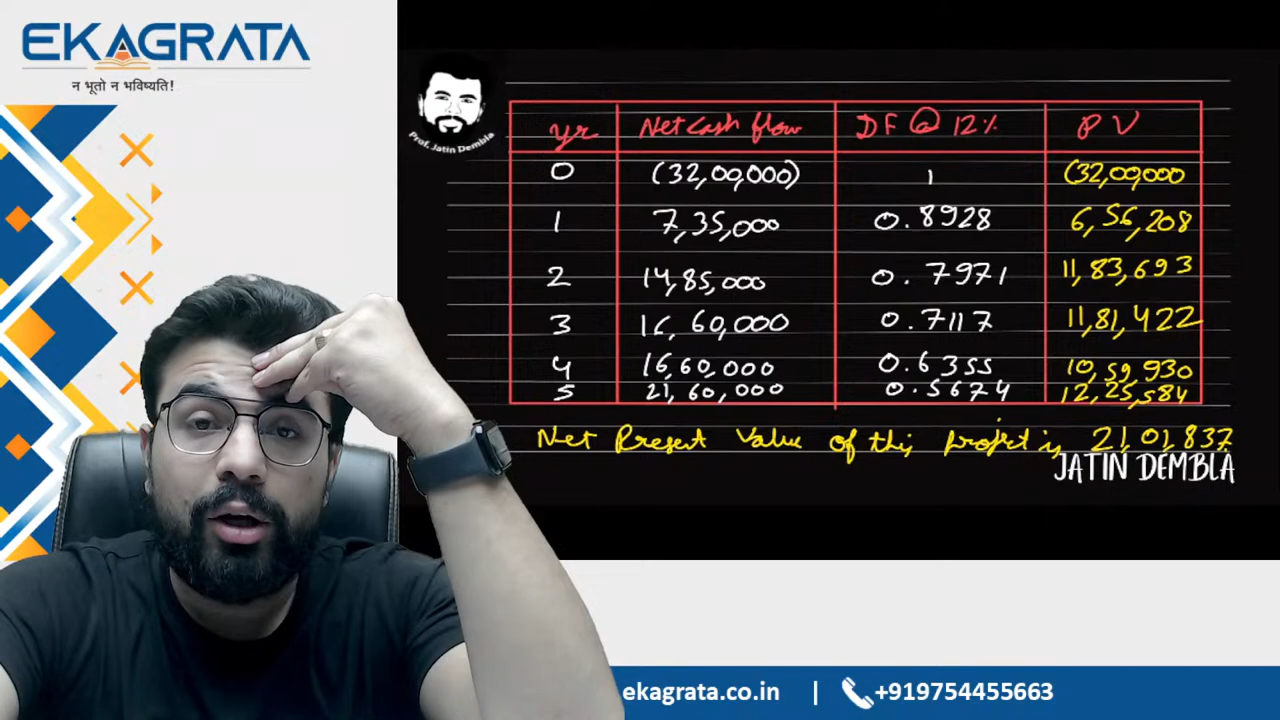 EKAGRATA
न भूतो न भविष्यति!
Prof. Jatin Dembla
yr Net Cash flow DF @ 12% PV
0 (32,00,000) 1 (32,00,000
1 7,35,000 0.8928 6,56,208
2 14,85,000 0.7971 11,83,693
3 16,60,000 0.7117 11,81,422
4 16,60,000 0.6355 10,59,930
5 21,60,000 0.5674 12,25,584
Net Present Value of this project is 21,01,837
JATIN DEMBLA
ekagrata.co.in | +919754455663